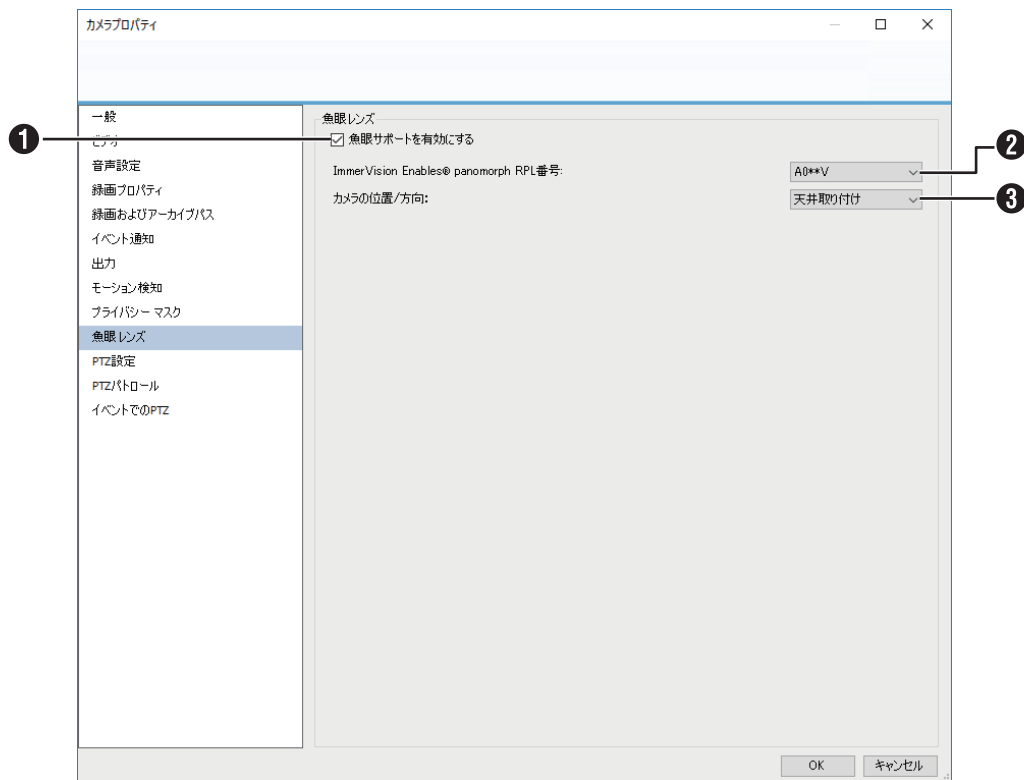 カメラプロパティ
一般
❶
ビデオ
音声設定
録画プロパティ
録画およびアーカイブパス
イベント通知
出力
モーション検知
プライバシー マスク
魚眼レンズ
PTZ設定
PTZパトロール
イベントでのPTZ
魚眼レンズ
魚眼サポートを有効にする
ImmerVision Enables® panomorph RPL番号:
A0**V
❷
カメラの位置/方向:
天井取り付け
❸
OK
キャンセル